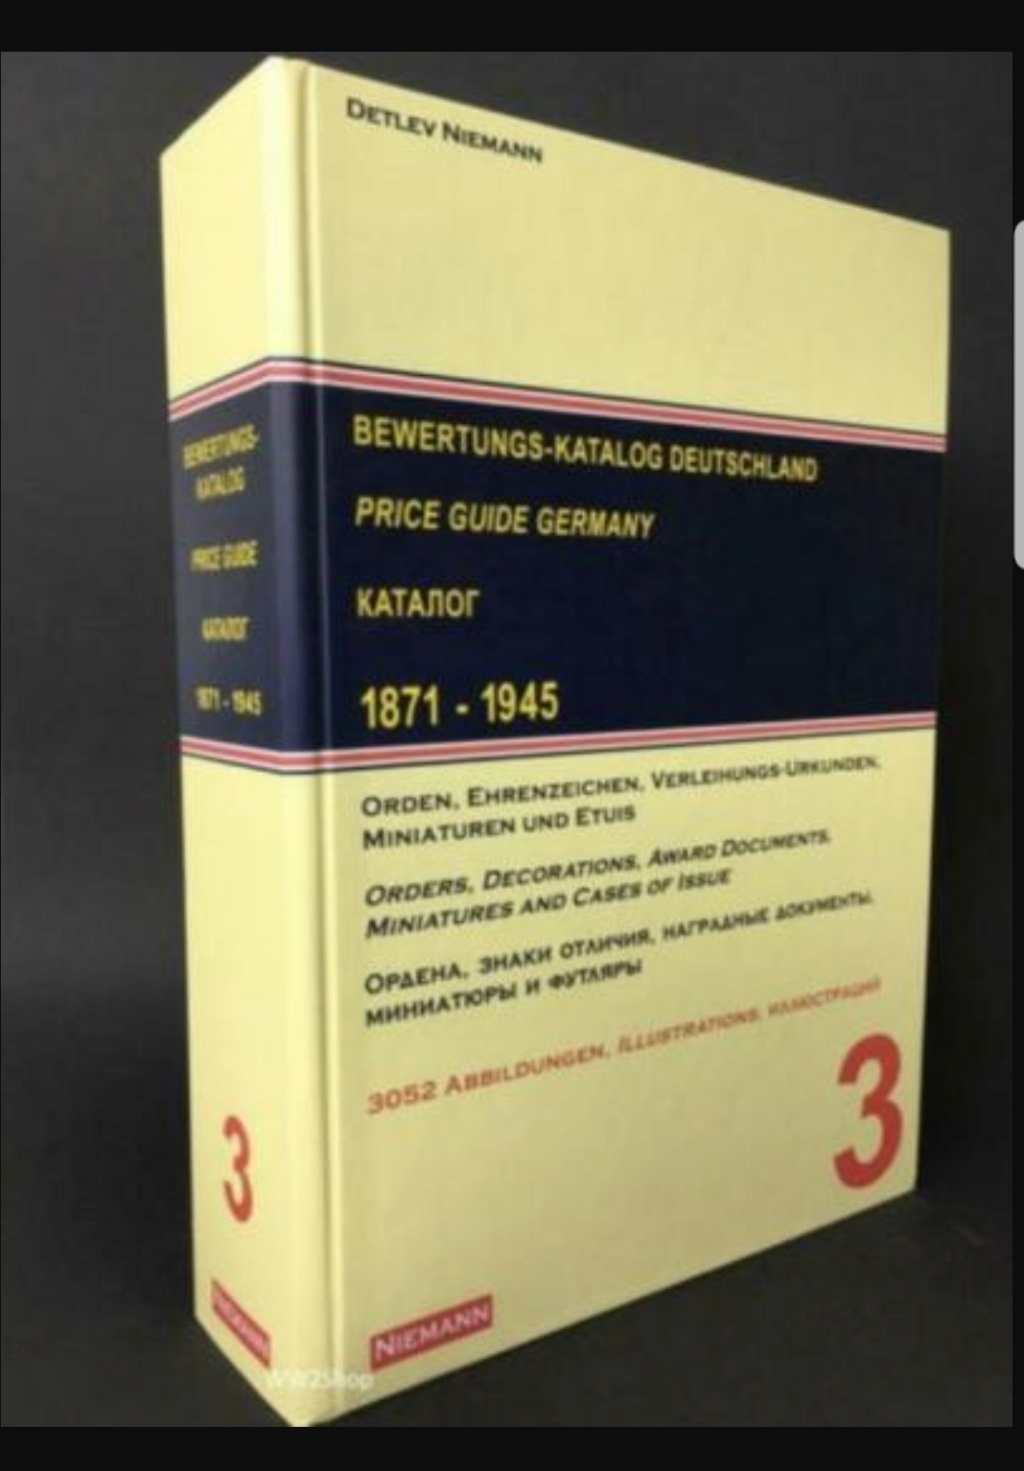 DETLEV NIEMANN
BEWERTUNGS-KATALOG DEUTSCHLAND
PRICE GUIDE GERMANY
КАТАЛОГ
1871 - 1945
ORDEN, EHRENZEICHEN, VERLEIHUNGS-URKUNDEN,
MINIATUREN UND ETUIS
ORDERS, DECORATIONS, AWARD DOCUMENTS,
MINIATURES AND CASES OF ISSUE
ОРДЕНА, ЗНАКИ ОТЛИЧИЯ, НАГРАДНЫЕ ДОКУМЕНТЫ,
МИНИАТЮРЫ И ФУТЛЯРЫ
3052 ABBILDUNGEN, ILLUSTRATIONS, ИЛЛЮСТРАЦИЙ
3
NIEMANN
BEWERTUNGS-
KATALOG
PRICE GUIDE
КАТАЛОГ
1871 - 1945
3
NIEMANN
WW2Shop